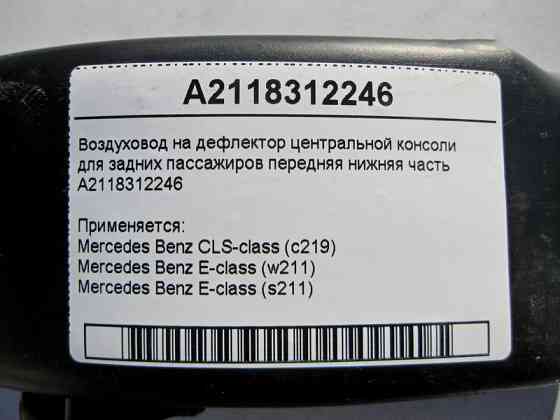 A2118312246
Воздуховод на дефлектор центральной консоли
для задних пассажиров передняя нижняя часть
A2118312246
Применяется:
Mercedes Benz CLS-class (c219)
Mercedes Benz E-class (w211)
Mercedes Benz E-class (s211)